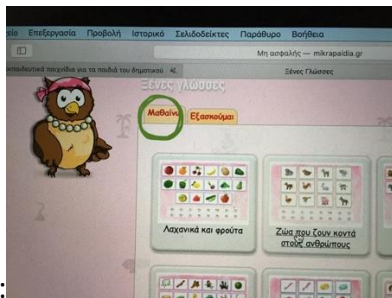 Επεξεργασία Προβολή Ιστορικό Σελιδοδείκτες Παράθυρο Βοήθεια
Μη ασφαλής — mikrapaidia.gr
παιχνίδια για τα παιδιά του δημοτικού
Ξένες Γλώσσες
Ξένες γλώσσες
Μαθαίνω Εξασκούμαι
Λαχανικά και φρούτα
Ζώα που ζουν κοντά
στους ανθρώπους